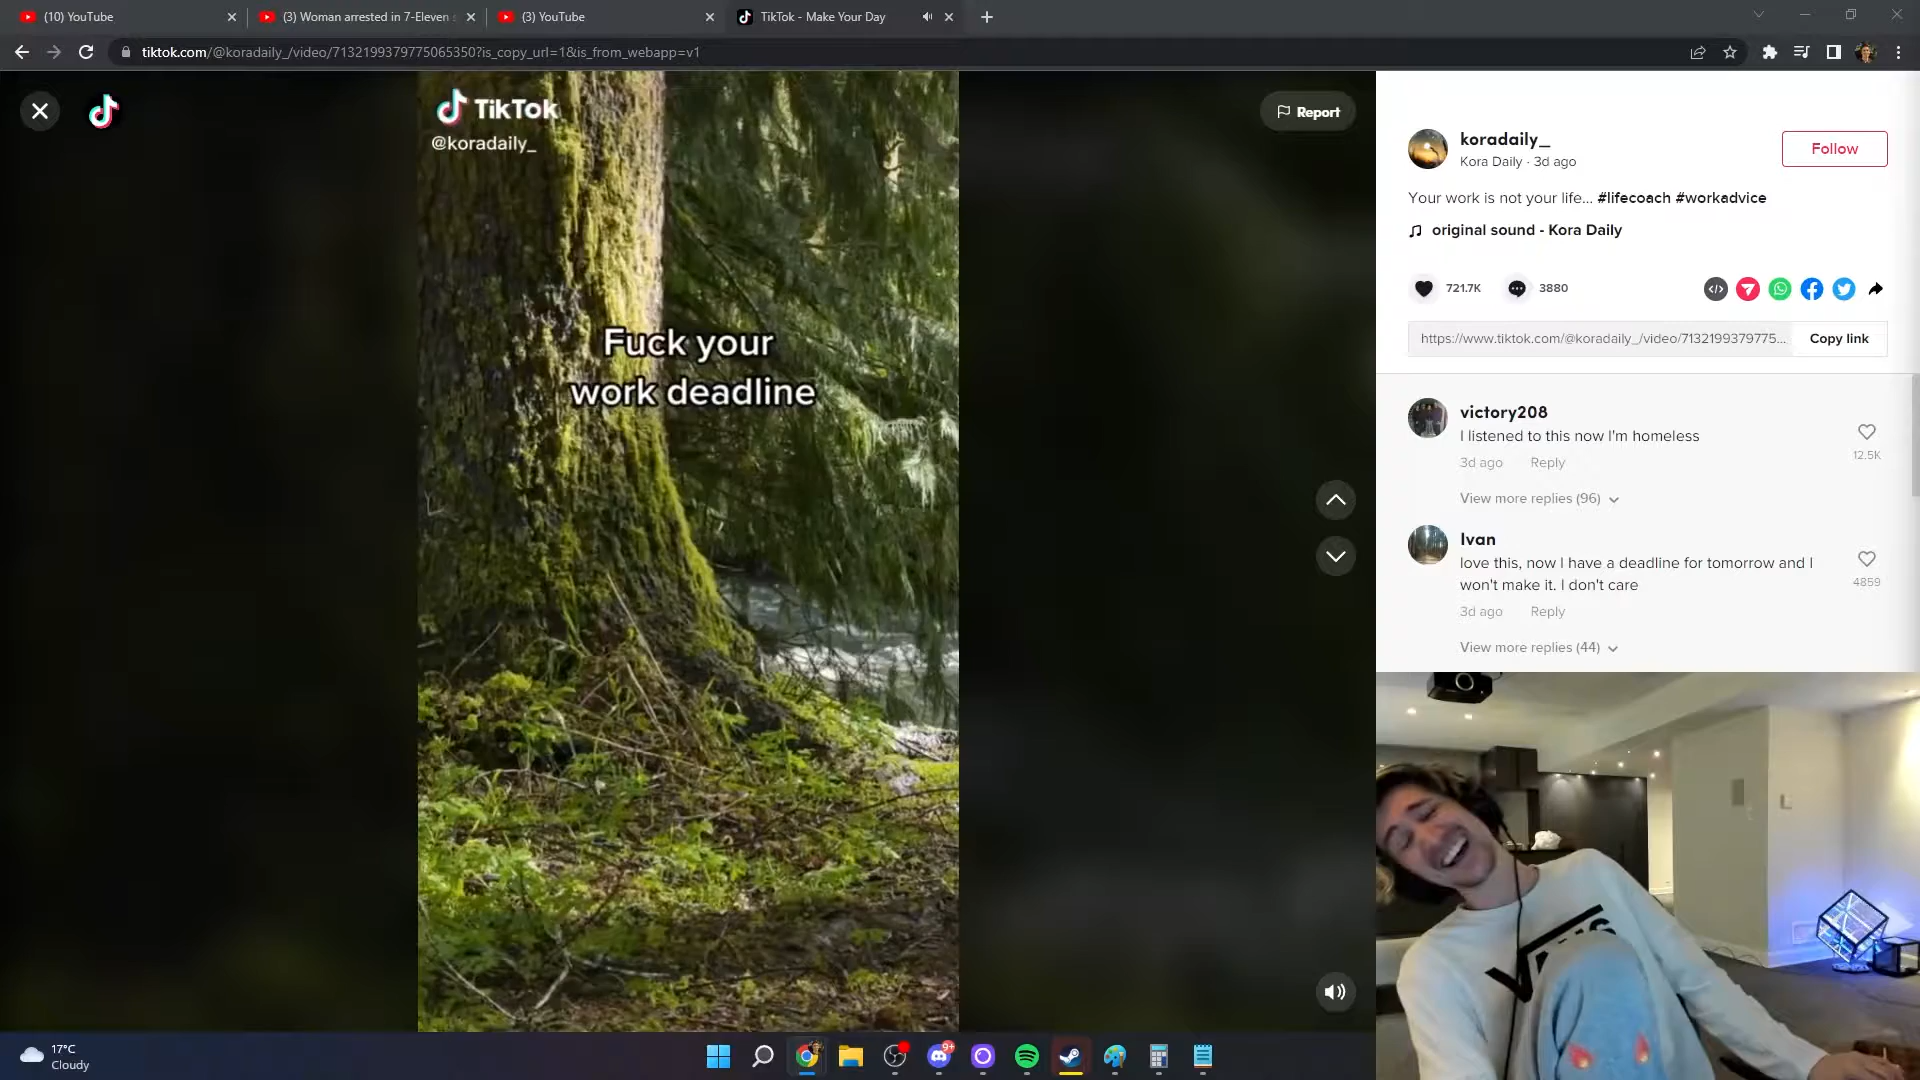 (10) YouTube
(3) Woman arrested in 7-Eleven
(3) YouTube
TikTok - Make Your Day
tiktok.com/@koradaily_/video/7132199379775065350?is_copy_url=1&is_from_webapp=v1
TikTok
@koradaily_
Report
Fuck your
work deadline
koradaily_
Kora Daily · 3d ago
Follow
Your work is not your life... #lifecoach #workadvice
original sound - Kora Daily
721.7K
3880
https://www.tiktok.com/@koradaily_/video/7132199379775...
Copy link
victory208
I listened to this now I'm homeless
12.5K
3d ago
Reply
View more replies (96)
Ivan
love this, now I have a deadline for tomorrow and I
won't make it. I don't care
4859
3d ago
Reply
View more replies (44)
17°C
Cloudy
9+